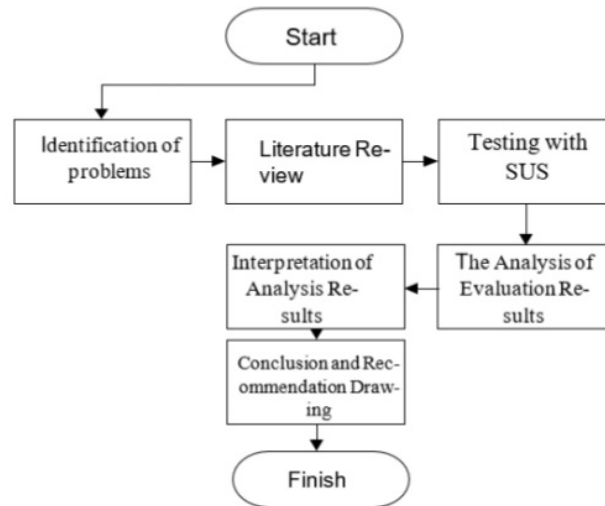 Start
Identification of
problems
Literature Re-
view
Testing with
SUS
The Analysis of
Evaluation Re-
sults
Interpretation of
Analysis Re-
sults
Conclusion and Rec-
ommendation Draw-
ing
Finish